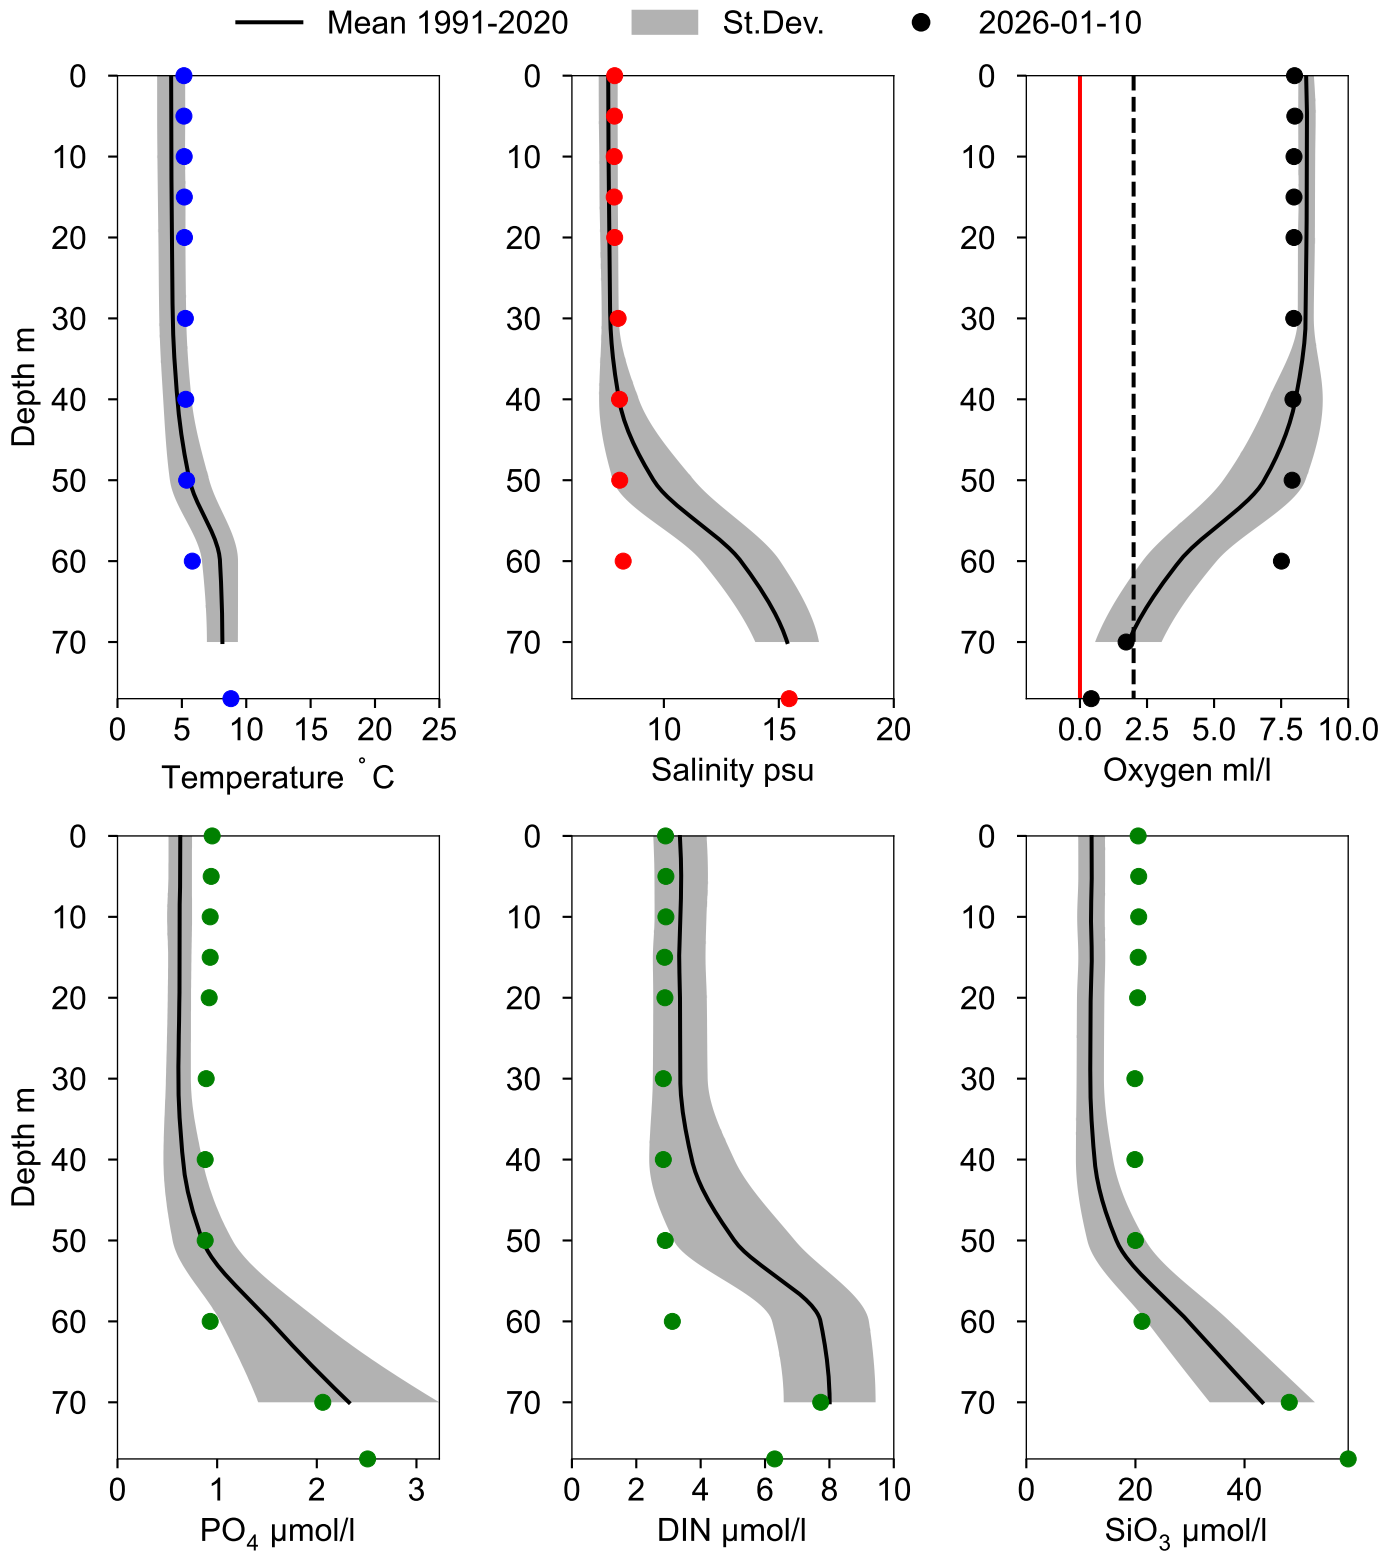 Mean 1991-2020 St.Dev. 2026-01-10
0 0 0
10 10 10
20 20 20
30 30 30
40 40 40
50 50 50
60 60 60
70 70 70
Depth m
0 5 10 15 20 25 10 15 20 0.0 2.5 5.0 7.5 10.0
Temperature °C Salinity psu Oxygen ml/l
0 0 0
10 10 10
20 20 20
30 30 30
40 40 40
50 50 50
60 60 60
70 70 70
Depth m
0 1 2 3 0 2 4 6 8 10 0 20 40
PO₄ µmol/l DIN µmol/l SiO₃ µmol/l